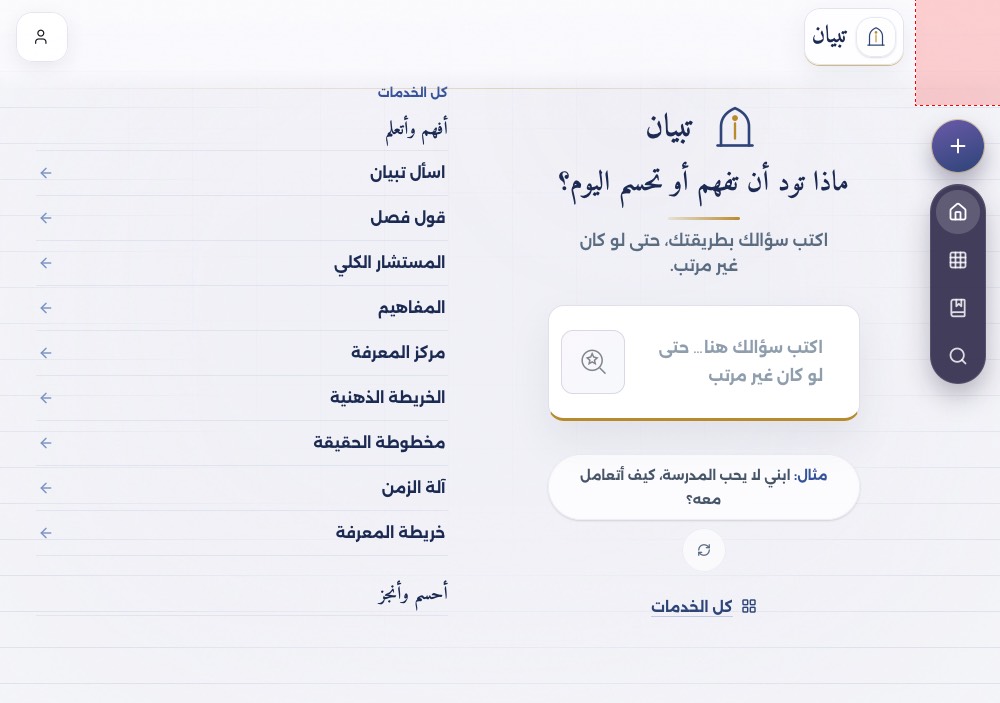 تبيان
تبيان
ماذا تود أن تفهم أو تحسم اليوم؟
اكتب سؤالك بطريقتك، حتى لو كان
غير مرتب.
اكتب سؤالك هنا... حتى
لو كان غير مرتب
مثال: ابني لا يحب المدرسة، كيف أتعامل
معه؟
كل الخدمات
كل الخدمات
أفهم وأتعلم
اسأل تبيان
قول فصل
المستشار الكلي
المفاهيم
مركز المعرفة
الخريطة الذهنية
مخطوطة الحقيقة
آلة الزمن
خريطة المعرفة
أحسم وأنجز